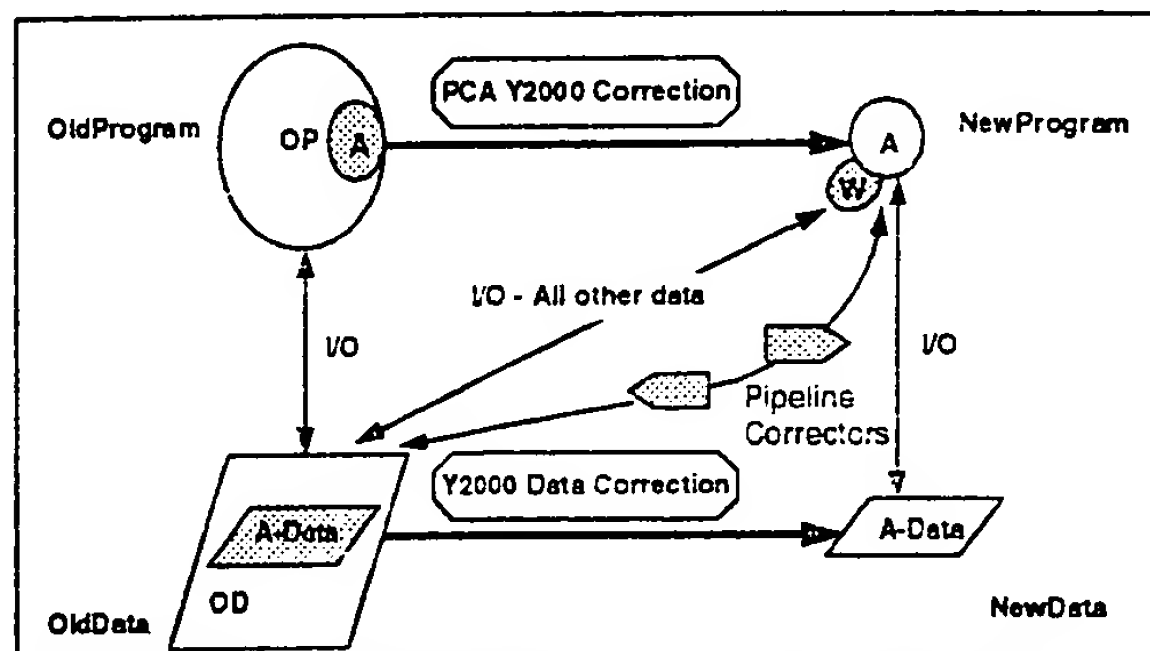 PCA Y2000 Correction
OldProgram
OP
A
A
NewProgram
W
I/O - All other data
I/O
I/O
Pipeline
Correctors
Y2000 Data Correction
A-Data
A-Data
OD
OldData
NewData